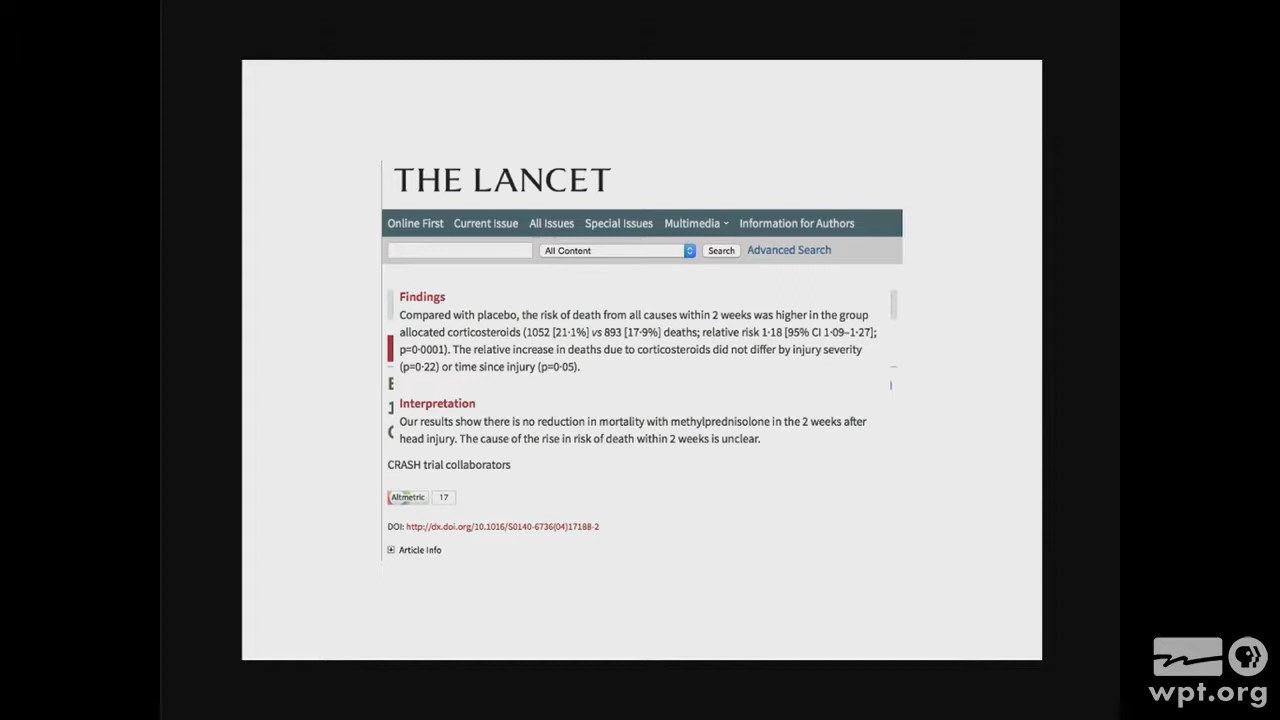 THE LANCET
Online First Current Issue All Issues Special Issues Multimedia Information for Authors
All Content Search Advanced Search
Findings
Compared with placebo, the risk of death from all causes within 2 weeks was higher in the group
allocated corticosteroids (1052 [21·1%] vs 893 [17·9%] deaths; relative risk 1·18 [95% CI 1·09–1·27];
p=0·0001). The relative increase in deaths due to corticosteroids did not differ by injury severity
(p=0·22) or time since injury (p=0·05).
Interpretation
Our results show there is no reduction in mortality with methylprednisolone in the 2 weeks after
head injury. The cause of the rise in risk of death within 2 weeks is unclear.
CRASH trial collaborators
Altmetric 17
DOI: http://dx.doi.org/10.1016/S0140-6736(04)17188-2
Article Info
wpt.org